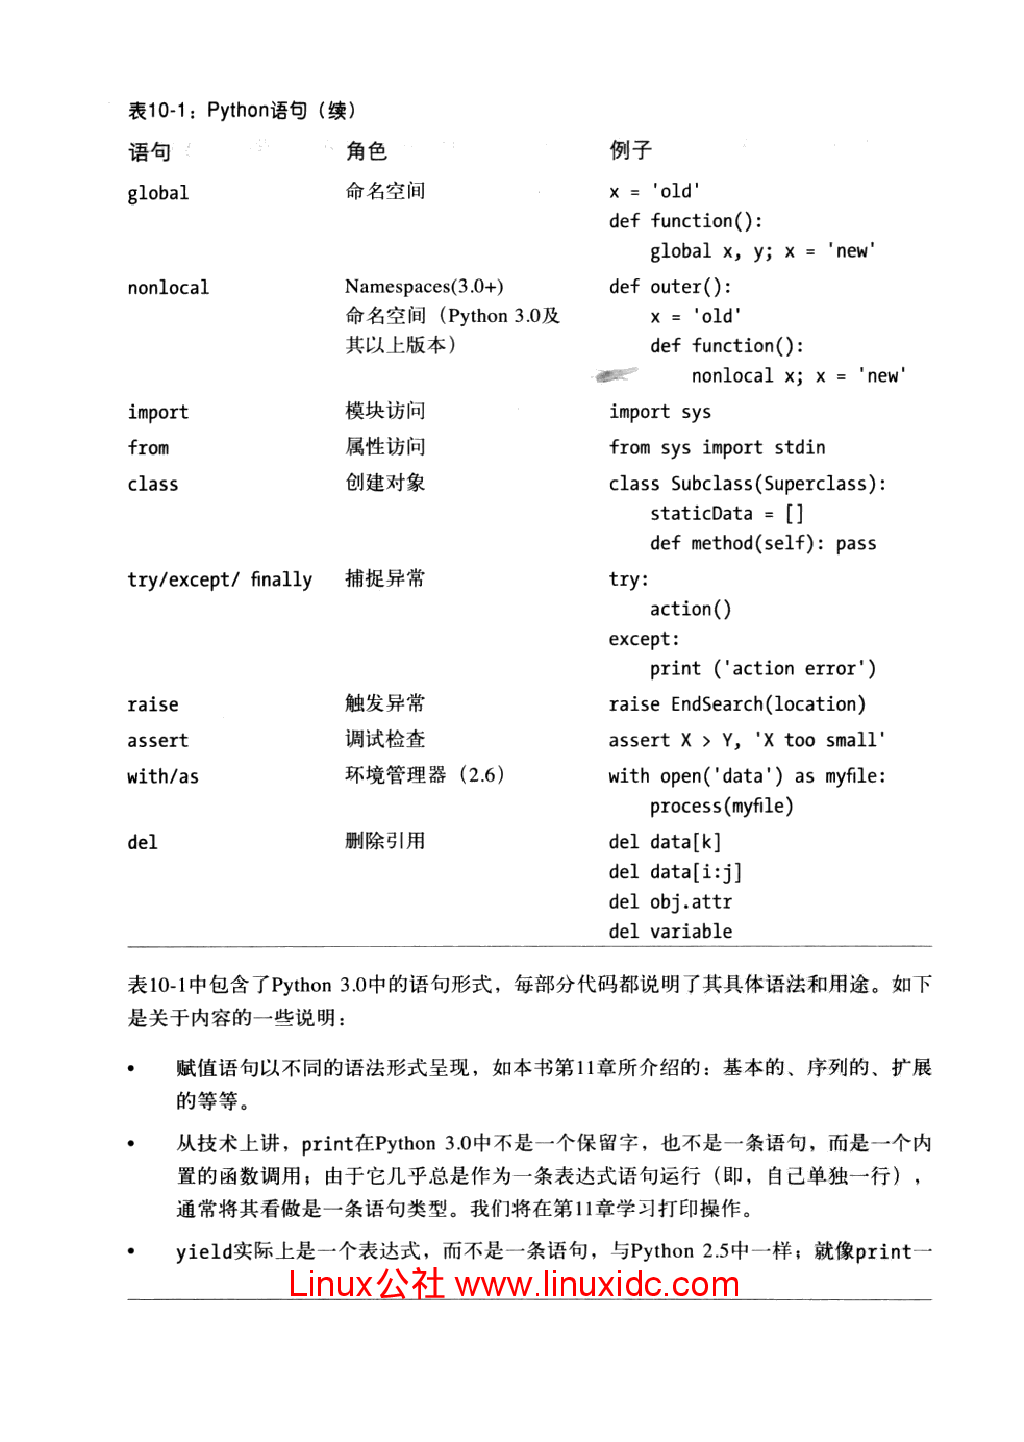 表10-1：Python语句（续）
语句 角色 例子
global 命名空间 x = 'old'
def function():
global x, y; x = 'new'
nonlocal Namespaces(3.0+) def outer():
命名空间（Python 3.0及 x = 'old'
其以上版本） def function():
nonlocal x; x = 'new'
import 模块访问 import sys
from 属性访问 from sys import stdin
class 创建对象 class Subclass(Superclass):
staticData = []
def method(self): pass
try/except/ finally 捕捉异常 try:
action()
except:
print ('action error')
raise 触发异常 raise EndSearch(location)
assert 调试检查 assert X > Y, 'X too small'
with/as 环境管理器（2.6） with open('data') as myfile:
process(myfile)
del 删除引用 del data[k]
del data[i:j]
del obj.attr
del variable
表10-1中包含了Python 3.0中的语句形式，每部分代码都说明了其具体语法和用途。如下
是关于内容的一些说明：
• 赋值语句以不同的语法形式呈现，如本书第11章所介绍的：基本的、序列的、扩展
的等等。
• 从技术上讲，print在Python 3.0中不是一个保留字，也不是一条语句，而是一个内
置的函数调用；由于它几乎总是作为一条表达式语句运行（即，自己单独一行），
通常将其看做是一条语句类型。我们将在第11章学习打印操作。
• yield实际上是一个表达式，而不是一条语句，与Python 2.5中一样；就像print一
Linux公社 www.linuxidc.com